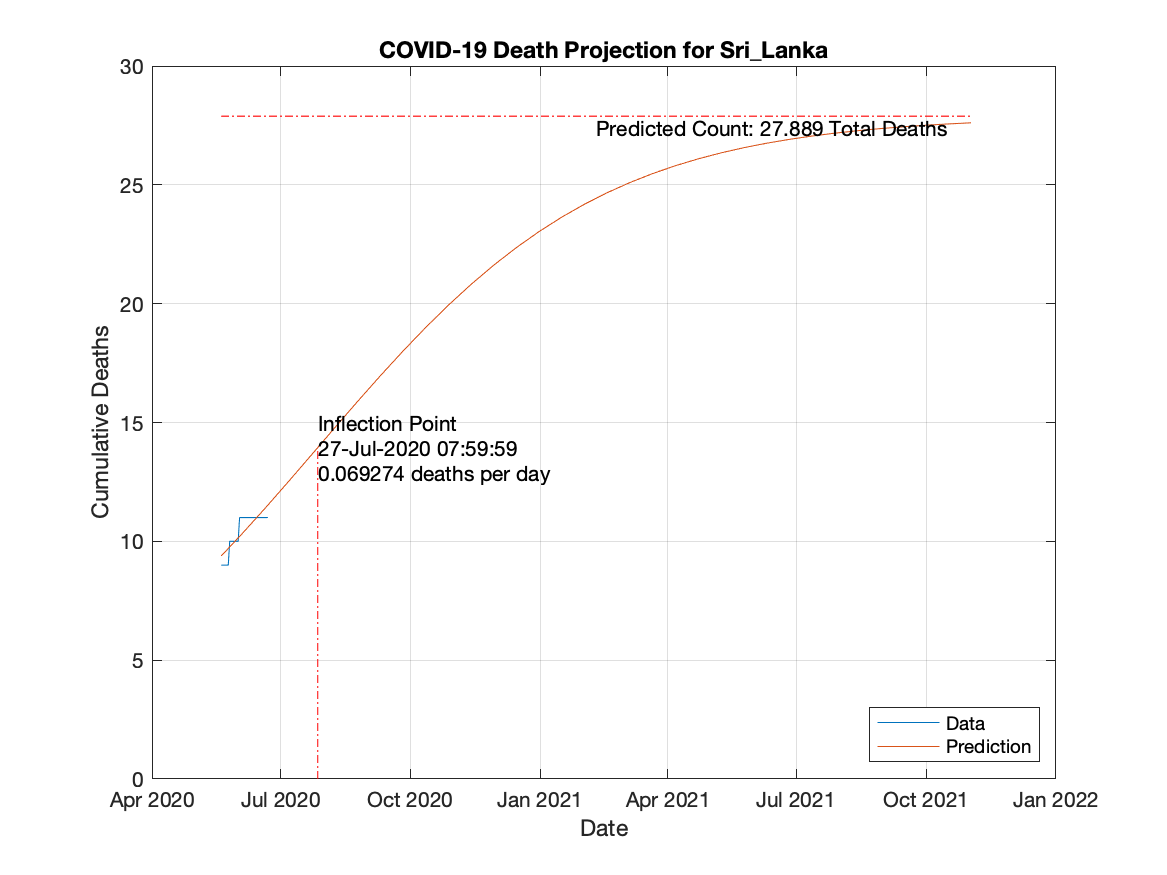 COVID-19 Death Projection for Sri_Lanka
30
25
20
15
10
5
0
Cumulative Deaths
Predicted Count: 27.889 Total Deaths
Inflection Point
27-Jul-2020 07:59:59
0.069274 deaths per day
Data
Prediction
Apr 2020 Jul 2020 Oct 2020 Jan 2021 Apr 2021 Jul 2021 Oct 2021 Jan 2022
Date